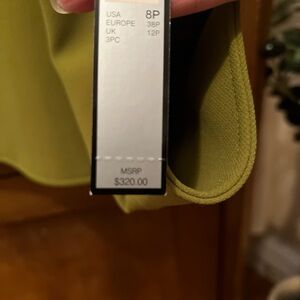 USA 8P
EUROPE 38P
UK 12P
3PC
MSRP
$320.00